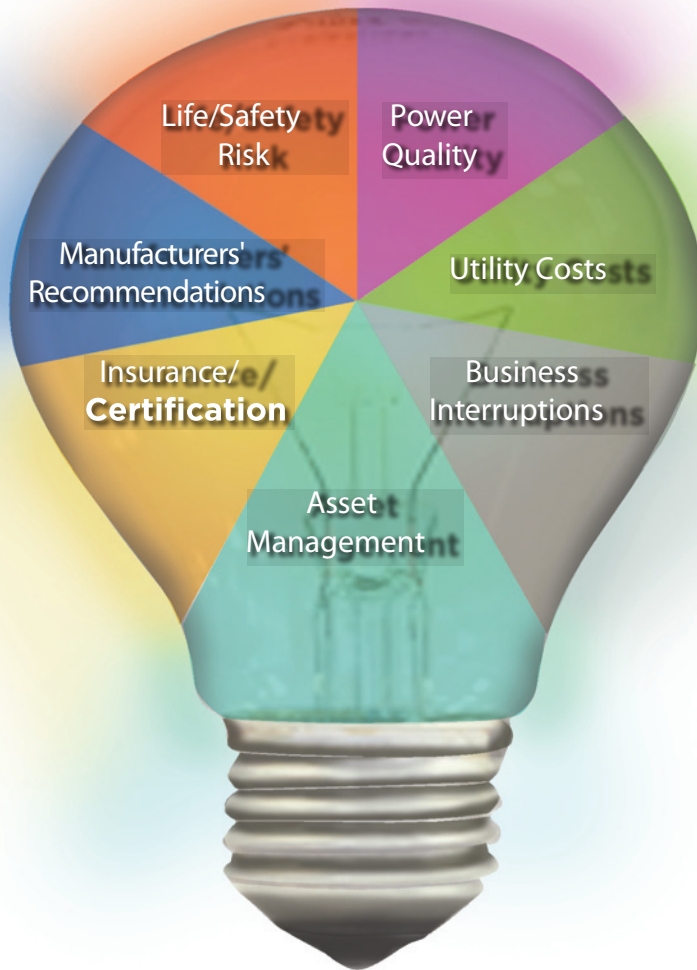 Life/Safety
Risk
Power
Quality
Manufacturers'
Recommendations
Utility Costs
Insurance/
Certification
Business
Interruptions
Asset
Management